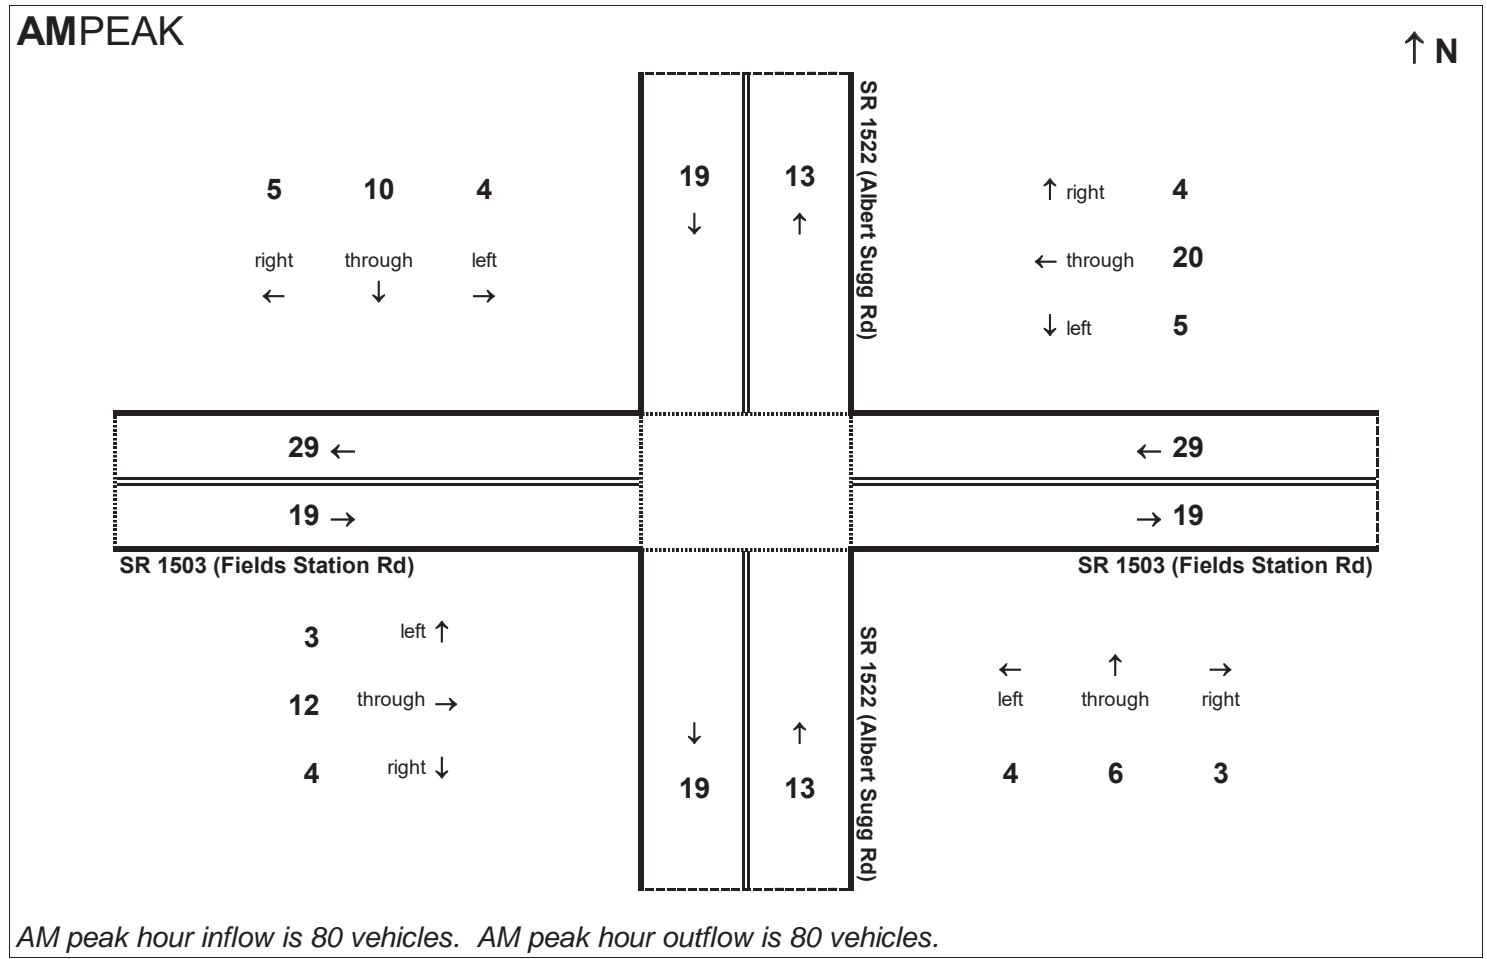 AMPEAK
↑ N
5 10 4
right through left
← ↓ →
19 13
↓ ↑
SR 1522 (Albert Sugg Rd)
↑ right 4
← through 20
↓ left 5
29 ←
19 →
← 29
→ 19
SR 1503 (Fields Station Rd)
SR 1503 (Fields Station Rd)
3 left ↑
12 through →
4 right ↓
↓ ↑
19 13
SR 1522 (Albert Sugg Rd)
← ↑ →
left through right
4 6 3
AM peak hour inflow is 80 vehicles. AM peak hour outflow is 80 vehicles.